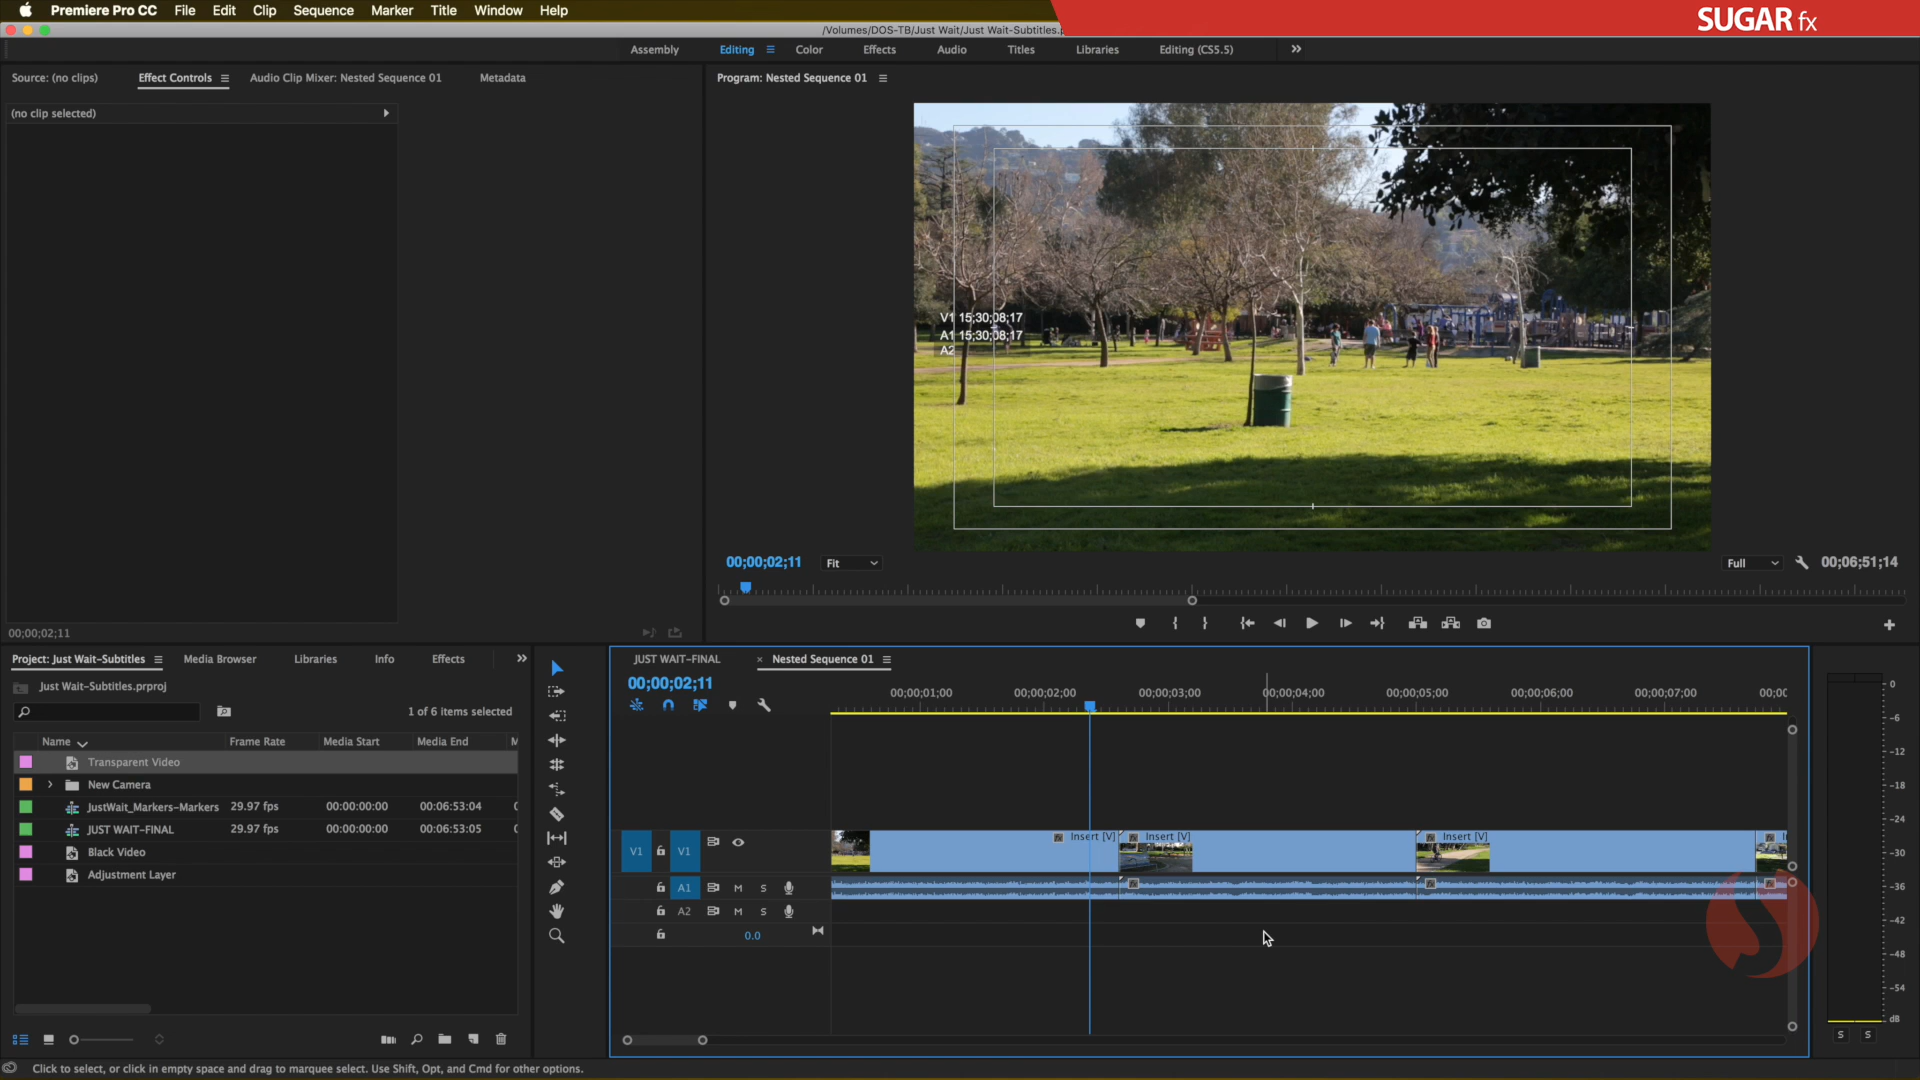 Premiere Pro CC File Edit Clip Sequence Marker Title Window Help
SUGAR fx
/Volumes/DOS-TB/Just Wait/Just Wait-Subtitles.p
Assembly Editing Color Effects Audio Titles Libraries Editing (CS5.5)
Source: (no clips) Effect Controls Audio Clip Mixer: Nested Sequence 01 Metadata
Program: Nested Sequence 01
(no clip selected)
V1 15;30;08;17
A1 15;30;08;17
A2
00;00;02;11 Fit Full 00;06;51;14
00;00;02;11
Project: Just Wait-Subtitles Media Browser Libraries Info Effects
JUST WAIT-FINAL × Nested Sequence 01
Just Wait-Subtitles.prproj
00;00;02;11
00;00;01;00 00;00;02;00 00;00;03;00 00;00;04;00 00;00;05;00 00;00;06;00 00;00;07;00 00;0
1 of 6 items selected
Name Frame Rate Media Start Media End M
Transparent Video
New Camera
JustWait_Markers-Markers 29.97 fps 00:00:00:00 00:06:53:04 0
JUST WAIT-FINAL 29.97 fps 00:00:00:00 00:06:53:05 0
Black Video
Adjustment Layer
Insert [V] Insert [V] Insert [V]
V1 V1
A1 M S
A2 M S
0.0
0
-6
-12
-18
-24
-30
-36
-42
-48
-54
dB
S S
Click to select, or click in empty space and drag to marquee select. Use Shift, Opt, and Cmd for other options.